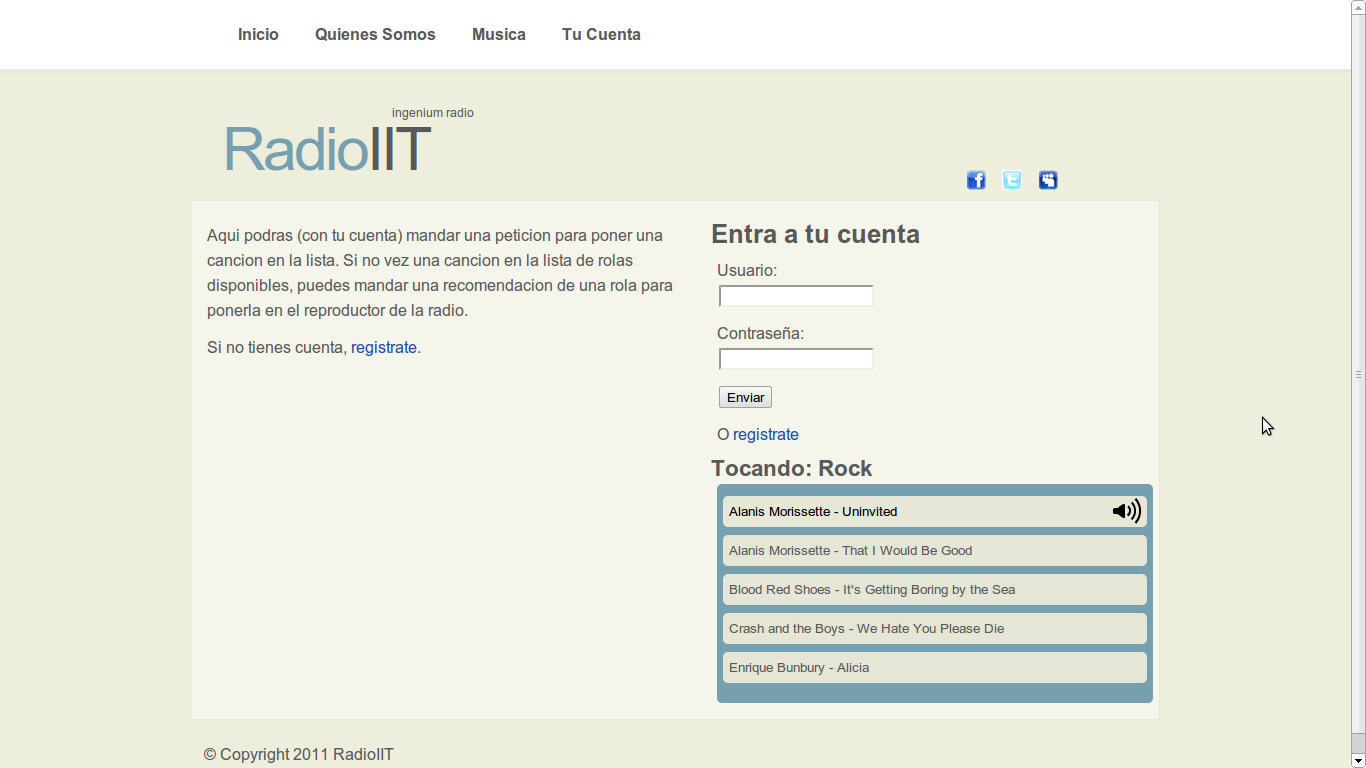 Inicio Quienes Somos Musica Tu Cuenta
ingenium radio
RadioIIT
Aqui podras (con tu cuenta) mandar una peticion para poner una
cancion en la lista. Si no vez una cancion en la lista de rolas
disponibles, puedes mandar una recomendacion de una rola para
ponerla en el reproductor de la radio.
Si no tienes cuenta, registrate.
Entra a tu cuenta
Usuario:
Contraseña:
Enviar
O registrate
Tocando: Rock
Alanis Morissette - Uninvited
Alanis Morissette - That I Would Be Good
Blood Red Shoes - It's Getting Boring by the Sea
Crash and the Boys - We Hate You Please Die
Enrique Bunbury - Alicia
© Copyright 2011 RadioIIT